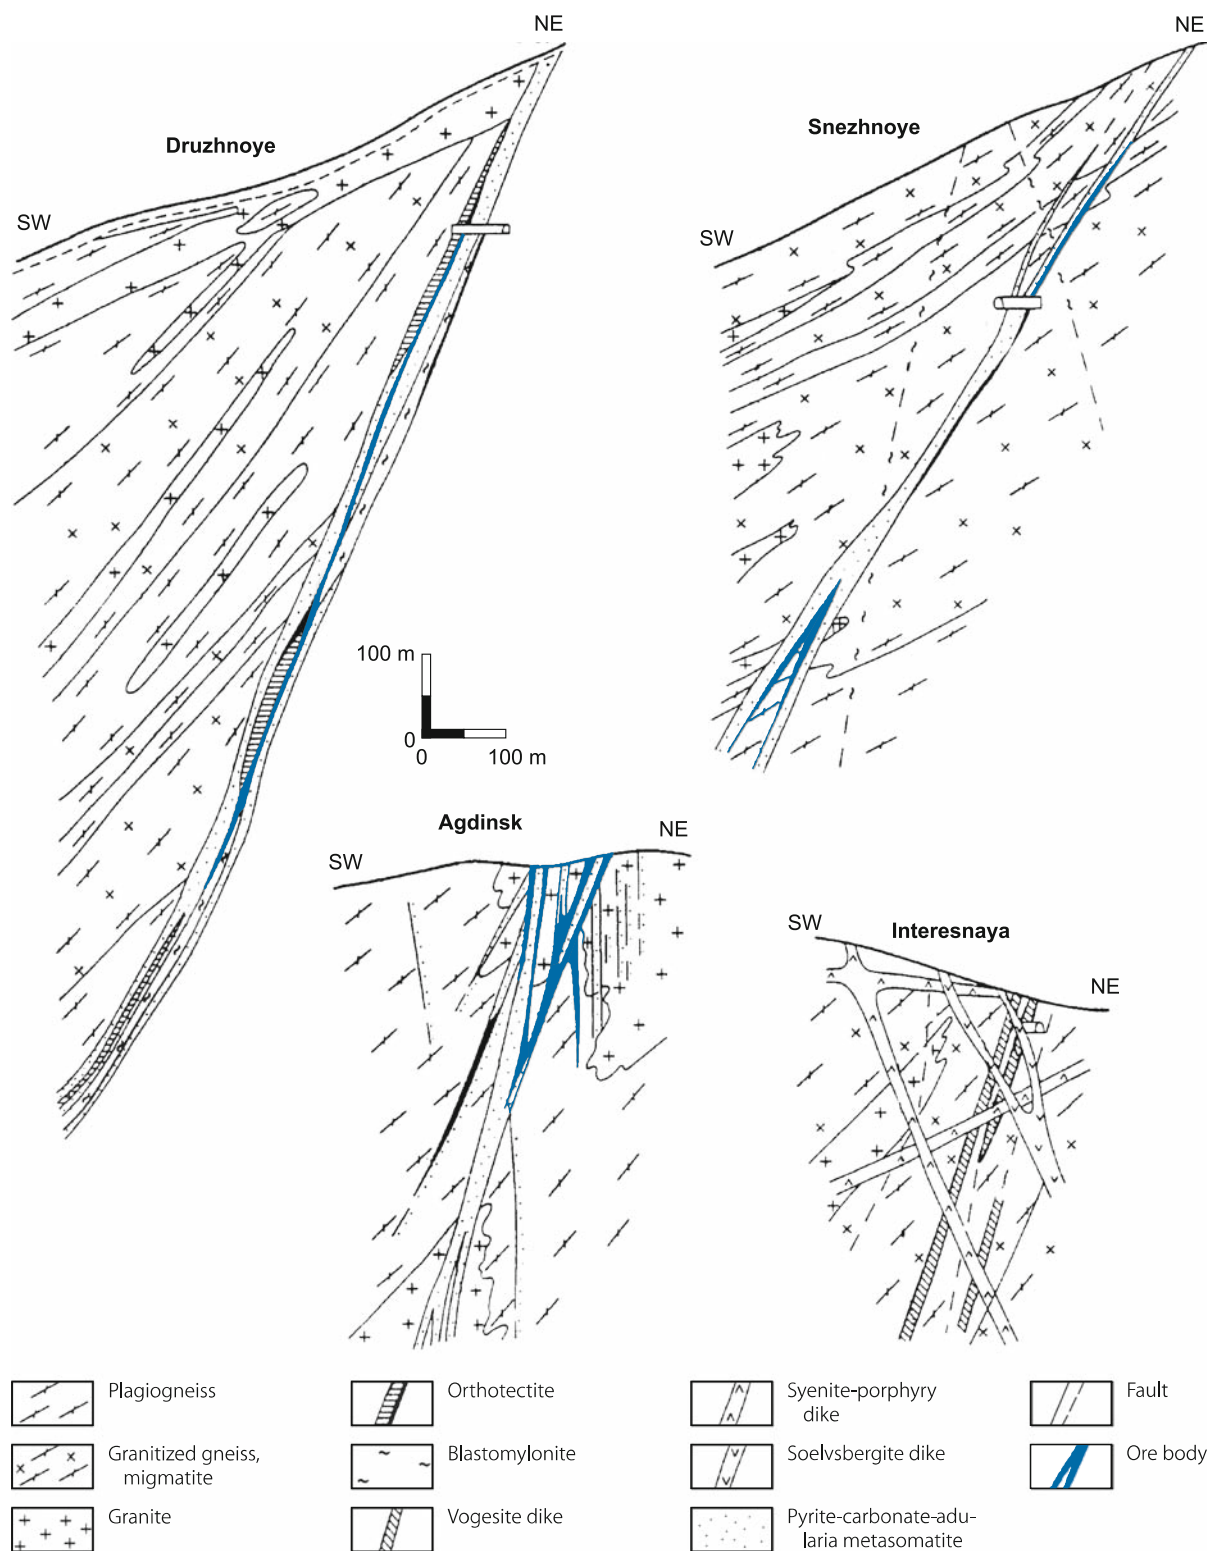 NE
NE
Druzhnoye
Snezhnoye
SW
SW
100 m
0
0
100 m
Agdinsk
NE
SW
SW
Interesnaya
NE
Plagiogneiss
Orthotectite
Syenite-porphyry
dike
Fault
Granitized gneiss,
migmatite
Blastomylonite
Soelvsbergite dike
Ore body
Granite
Vogesite dike
Pyrite-carbonate-adu-
laria metasomatite